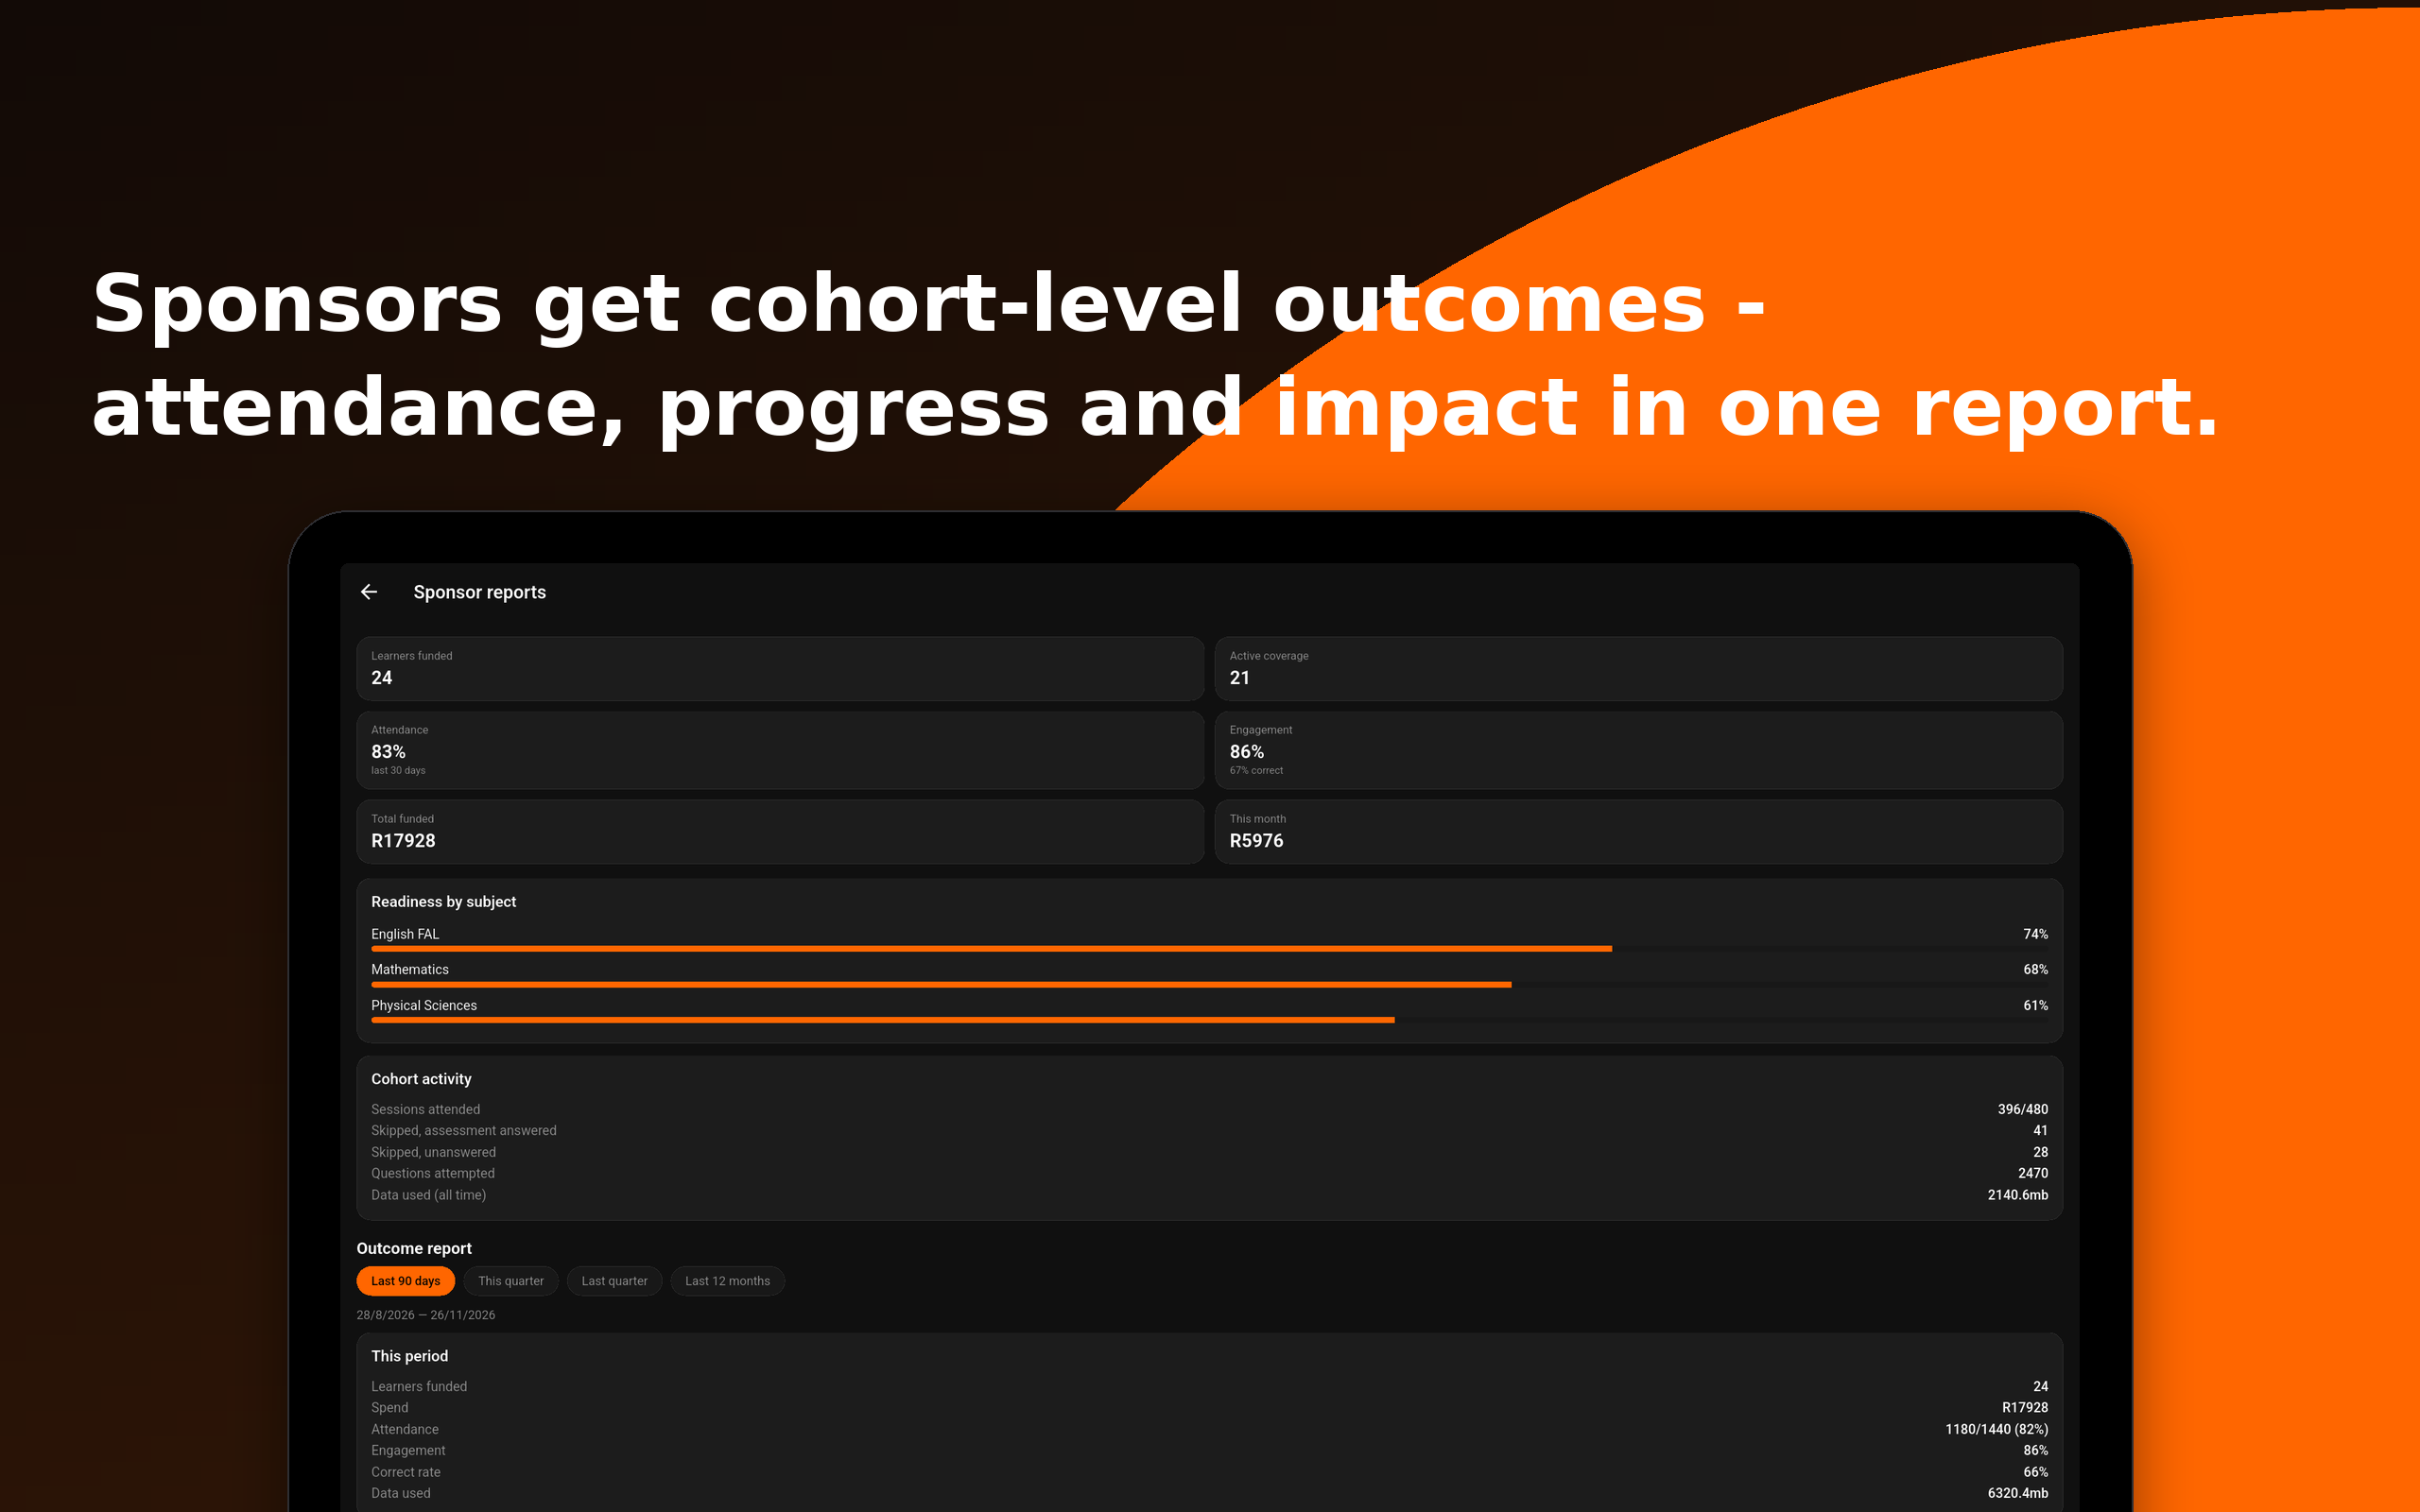 Sponsors get cohort-level outcomes -
attendance, progress and impact in one report.
Sponsor reports
Learners funded
24
Active coverage
21
Attendance
83%
last 30 days
Engagement
86%
67% correct
Total funded
R17928
This month
R5976
Readiness by subject
English FAL 74%
Mathematics 68%
Physical Sciences 61%
Cohort activity
Sessions attended 396/480
Skipped, assessment answered 41
Skipped, unanswered 28
Questions attempted 2470
Data used (all time) 2140.6mb
Outcome report
Last 90 days This quarter Last quarter Last 12 months
28/8/2026 — 26/11/2026
This period
Learners funded 24
Spend R17928
Attendance 1180/1440 (82%)
Engagement 86%
Correct rate 66%
Data used 6320.4mb